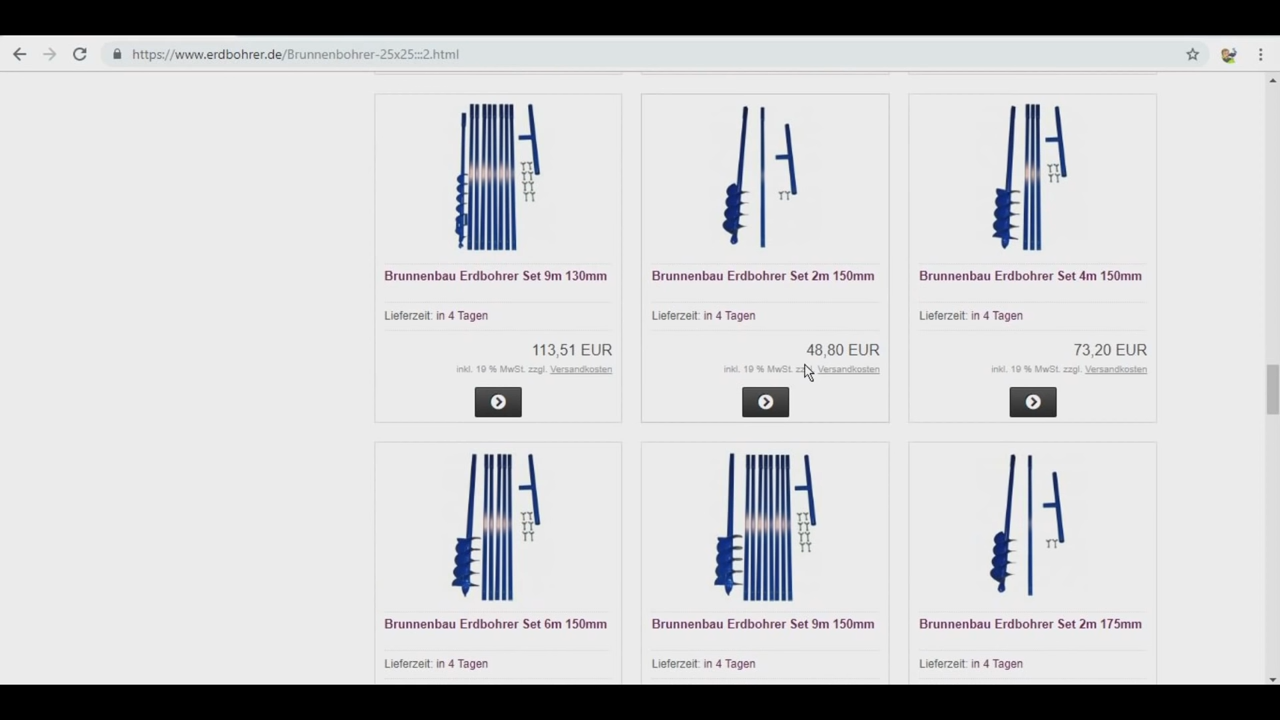 https://www.erdbohrer.de/Brunnenbohrer-25x25:::2.html
Brunnenbau Erdbohrer Set 9m 130mm
Lieferzeit: in 4 Tagen
113,51 EUR
inkl. 19 % MwSt. zzgl. Versandkosten
Brunnenbau Erdbohrer Set 2m 150mm
Lieferzeit: in 4 Tagen
48,80 EUR
inkl. 19 % MwSt. zzgl. Versandkosten
Brunnenbau Erdbohrer Set 4m 150mm
Lieferzeit: in 4 Tagen
73,20 EUR
inkl. 19 % MwSt. zzgl. Versandkosten
Brunnenbau Erdbohrer Set 6m 150mm
Lieferzeit: in 4 Tagen
Brunnenbau Erdbohrer Set 9m 150mm
Lieferzeit: in 4 Tagen
Brunnenbau Erdbohrer Set 2m 175mm
Lieferzeit: in 4 Tagen